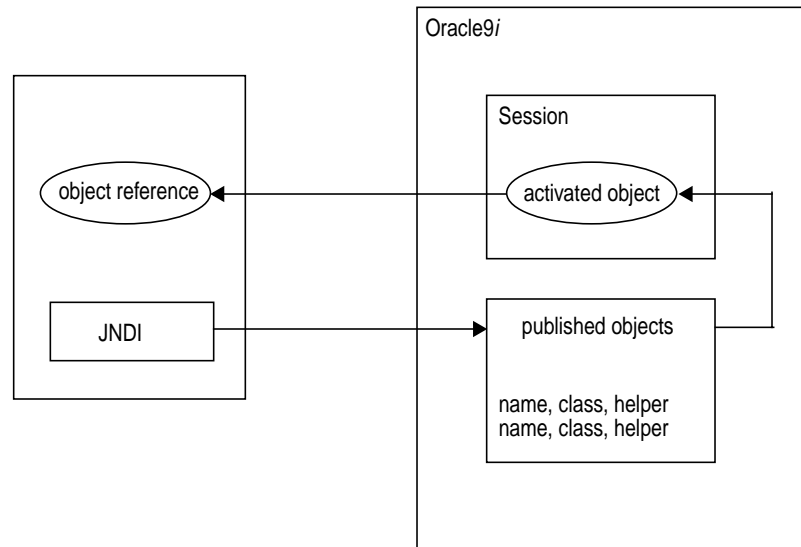 Oracle9i
Session
object reference
activated object
JNDI
published objects
name, class, helper
name, class, helper